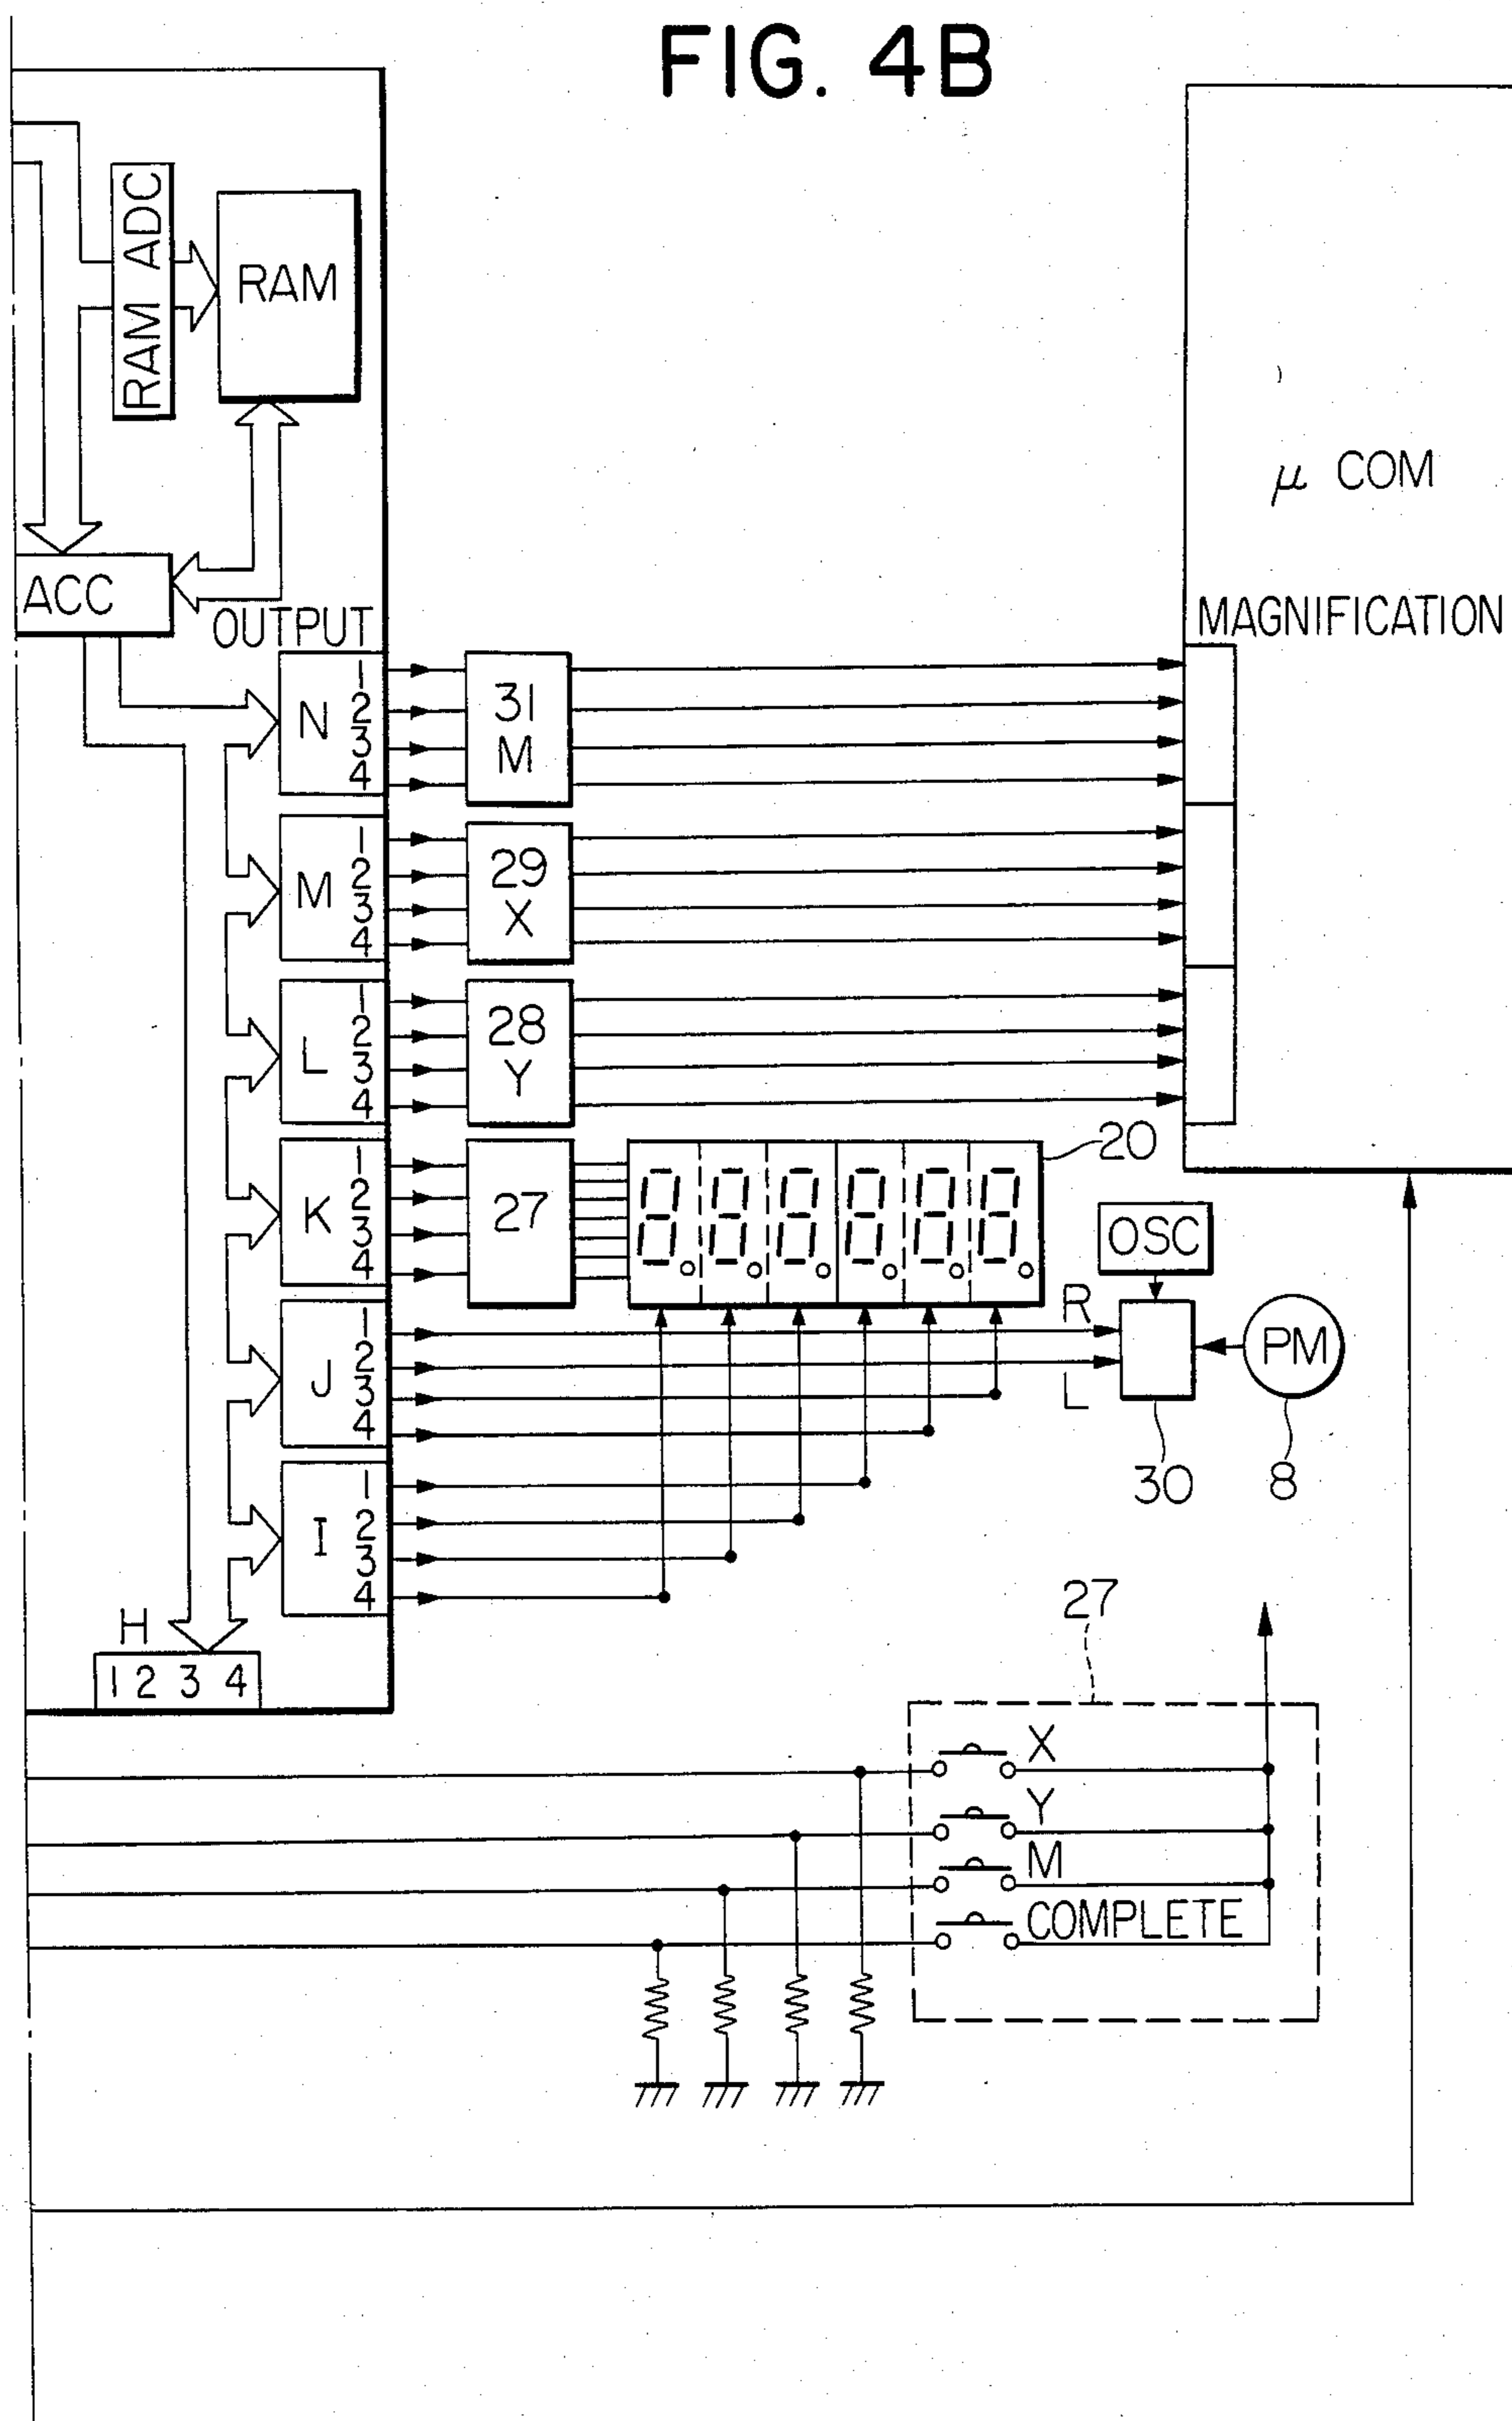 FIG. 4B
RAM ADC
RAM
μ COM
ACC
OUTPUT
MAGNIFICATION
N
1
2
3
4
31
M
M
1
2
3
4
29
X
L
1
2
3
4
28
Y
K
1
2
3
4
27
20
OSC
J
1
2
3
4
R
L
PM
30
8
I
1
2
3
4
H
1 2 3 4
27
X
Y
M
COMPLETE